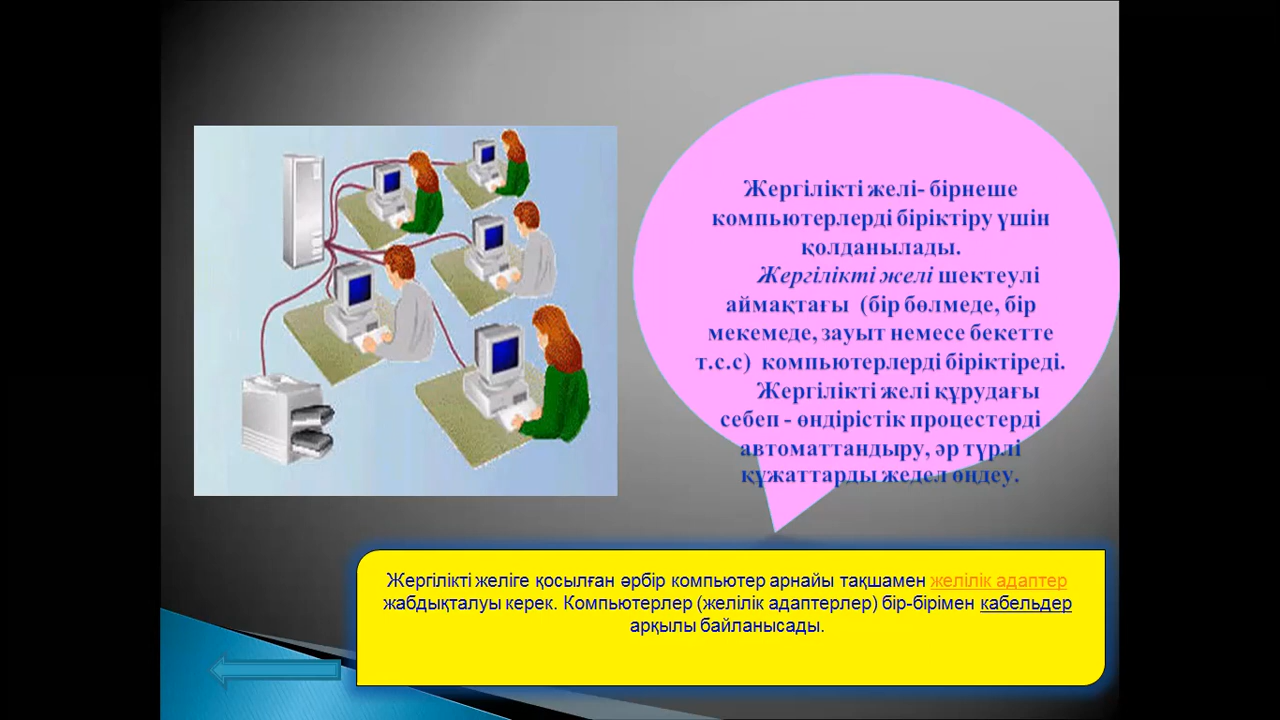 Жергілікті желі- бірнеше
компьютерлерді біріктіру үшін
қолданылады.
Жергілікті желі шектеулі
аймақтағы (бір бөлмеде, бір
мекемеде, зауыт немесе бекетте
т.с.с) компьютерлерді біріктіреді.
Жергілікті желі құрудағы
себеп - өндірістік процестерді
автоматтандыру, әр түрлі
құжаттарды жедел өңдеу.
Жергілікті желіге қосылған әрбір компьютер арнайы тақшамен желілік адаптер
жабдықталуы керек. Компьютерлер (желілік адаптерлер) бір-бірімен кабельдер
арқылы байланысады.